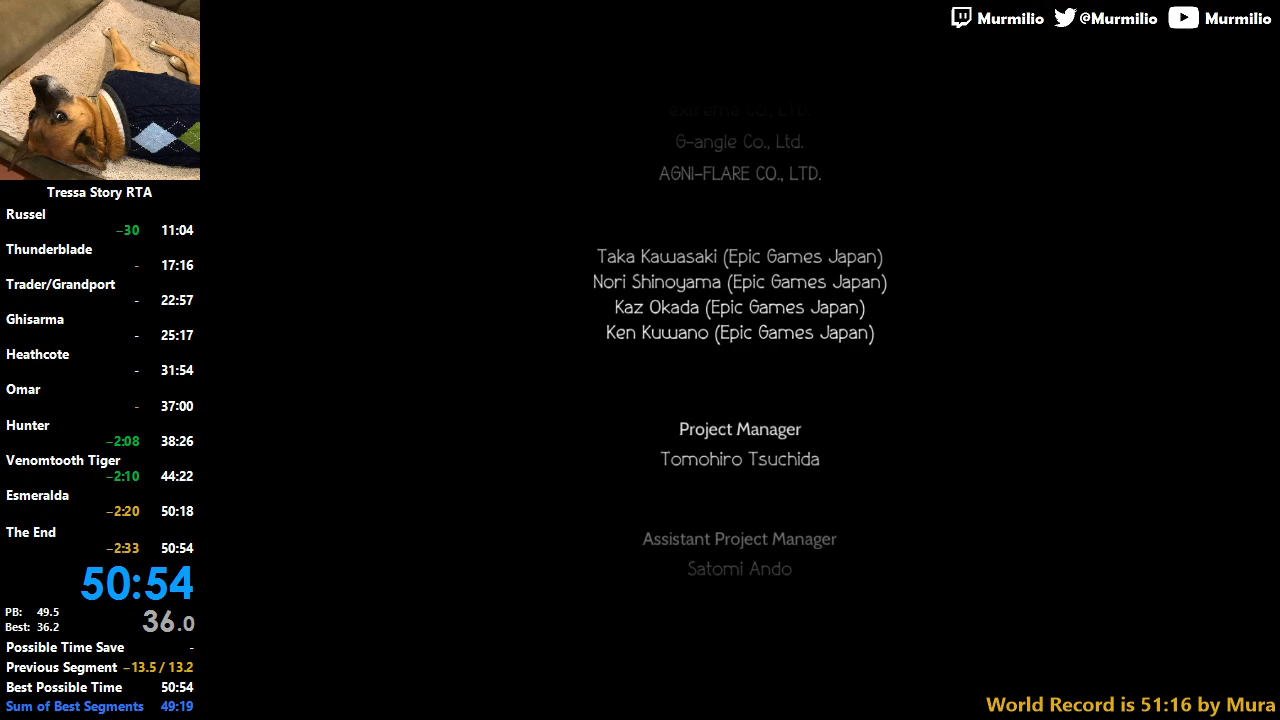 Murmilio @Murmilio Murmilio
extreme CO., LTD.
G-angle Co., Ltd.
AGNI-FLARE CO., LTD.
Taka Kawasaki (Epic Games Japan)
Nori Shinoyama (Epic Games Japan)
Kaz Okada (Epic Games Japan)
Ken Kuwano (Epic Games Japan)
Project Manager
Tomohiro Tsuchida
Assistant Project Manager
Satomi Ando
Tressa Story RTA
Russel
-30 11:04
Thunderblade
- 17:16
Trader/Grandport
- 22:57
Ghisarma
- 25:17
Heathcote
- 31:54
Omar
- 37:00
Hunter
-2:08 38:26
Venomtooth Tiger
-2:10 44:22
Esmeralda
-2:20 50:18
The End
-2:33 50:54
50:54
PB: 49.5
Best: 36.2
36.0
Possible Time Save -
Previous Segment -13.5 / 13.2
Best Possible Time 50:54
Sum of Best Segments 49:19
World Record is 51:16 by Mura